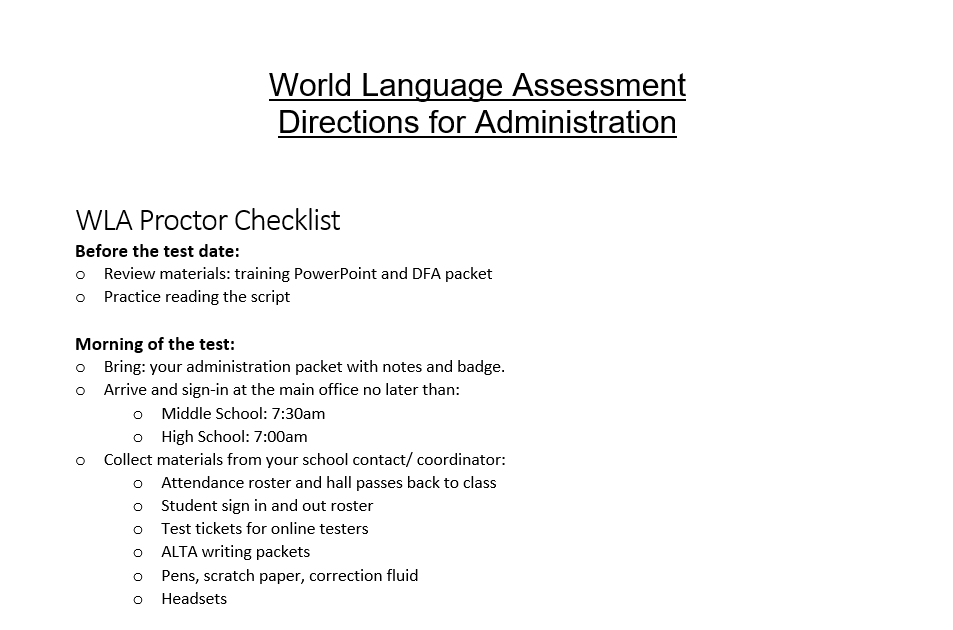 World Language Assessment
Directions for Administration
WLA Proctor Checklist
Before the test date:
o Review materials: training PowerPoint and DFA packet
o Practice reading the script
Morning of the test:
o Bring: your administration packet with notes and badge.
o Arrive and sign-in at the main office no later than:
o Middle School: 7:30am
o High School: 7:00am
o Collect materials from your school contact/ coordinator:
o Attendance roster and hall passes back to class
o Student sign in and out roster
o Test tickets for online testers
o ALTA writing packets
o Pens, scratch paper, correction fluid
o Headsets